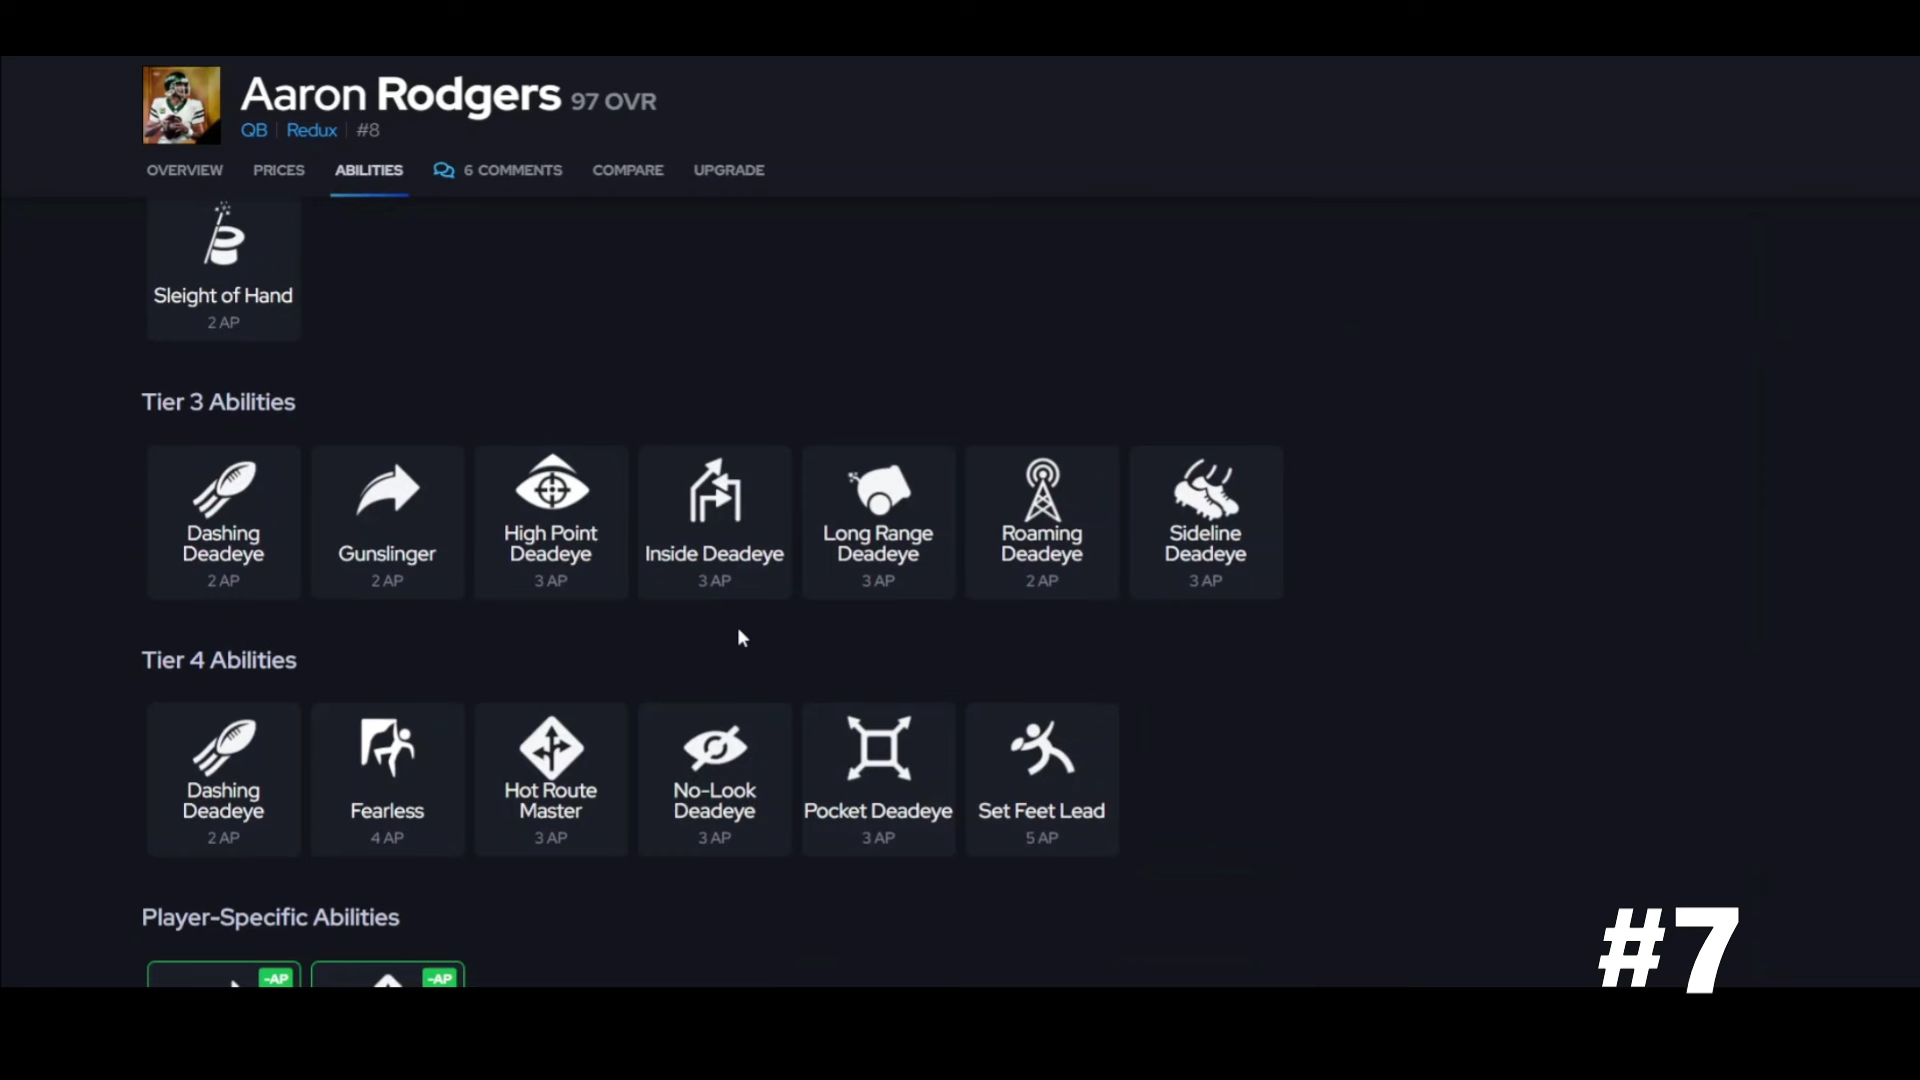 Aaron Rodgers 97 OVR
QB Redux #8
OVERVIEW PRICES ABILITIES 6 COMMENTS COMPARE UPGRADE
Sleight of Hand
2 AP
Tier 3 Abilities
Dashing Deadeye
2 AP
Gunslinger
2 AP
High Point Deadeye
3 AP
Inside Deadeye
3 AP
Long Range Deadeye
3 AP
Roaming Deadeye
2 AP
Sideline Deadeye
3 AP
Tier 4 Abilities
Dashing Deadeye
2 AP
Fearless
4 AP
Hot Route Master
3 AP
No-Look Deadeye
3 AP
Pocket Deadeye
3 AP
Set Feet Lead
5 AP
Player-Specific Abilities
-AP
-AP
#7